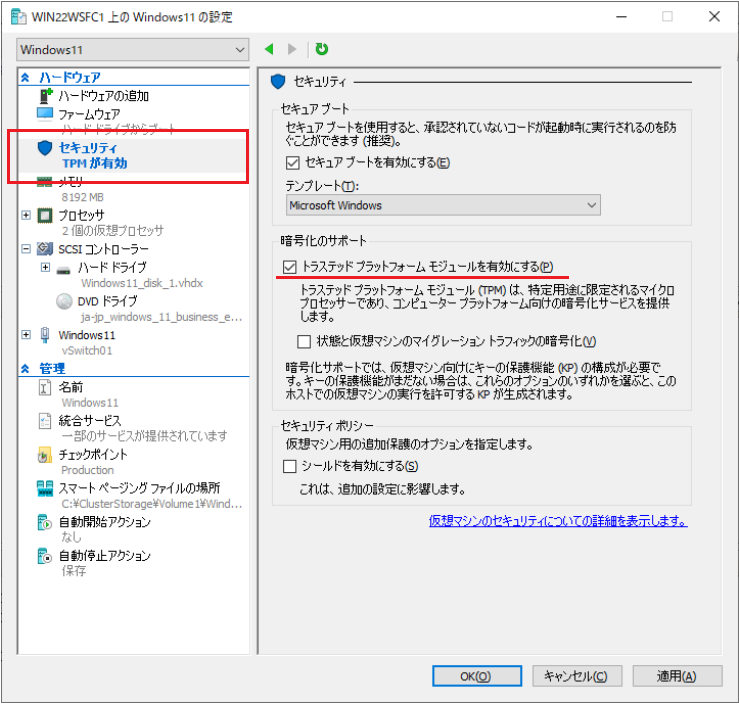 WIN22WSFC1 上の Windows11 の設定
Windows11
ハードウェア
ハードウェアの追加
ファームウェア
ハード ドライブからブート
セキュリティ
TPM が有効
メモリ
8192 MB
プロセッサ
2 個の仮想プロセッサ
SCSI コントローラー
ハード ドライブ
Windows11_disk_1.vhdx
DVD ドライブ
ja-jp_windows_11_business_e...
Windows11
vSwitch01
管理
名前
Windows11
統合サービス
一部のサービスが提供されています
チェックポイント
Production
スマート ページング ファイルの場所
C:¥ClusterStorage¥Volume1¥Wind...
自動開始アクション
なし
自動停止アクション
保存
セキュリティ
セキュア ブート
セキュア ブートを使用すると、承認されていないコードが起動時に実行されるのを防
ぐことができます (推奨)。
セキュア ブートを有効にする(E)
テンプレート(T):
Microsoft Windows
暗号化のサポート
トラステッド プラットフォーム モジュールを有効にする(P)
トラステッド プラットフォーム モジュール (TPM) は、特定用途に限定されるマイクロ
プロセッサーであり、コンピューター プラットフォーム向けの暗号化サービスを提供
します。
状態と仮想マシンのマイグレーション トラフィックの暗号化(V)
暗号化サポートでは、仮想マシン向けにキーの保護機能 (KP) の構成が必要で
す。キーの保護機能がまだない場合は、これらのオプションのいずれかを選ぶと、この
ホストでの仮想マシンの実行を許可する KP が生成されます。
セキュリティ ポリシー
仮想マシン用の追加保護のオプションを指定します。
シールドを有効にする(S)
これは、追加の設定に影響します。
仮想マシンのセキュリティについての詳細を表示します。
OK(O)
キャンセル(C)
適用(A)